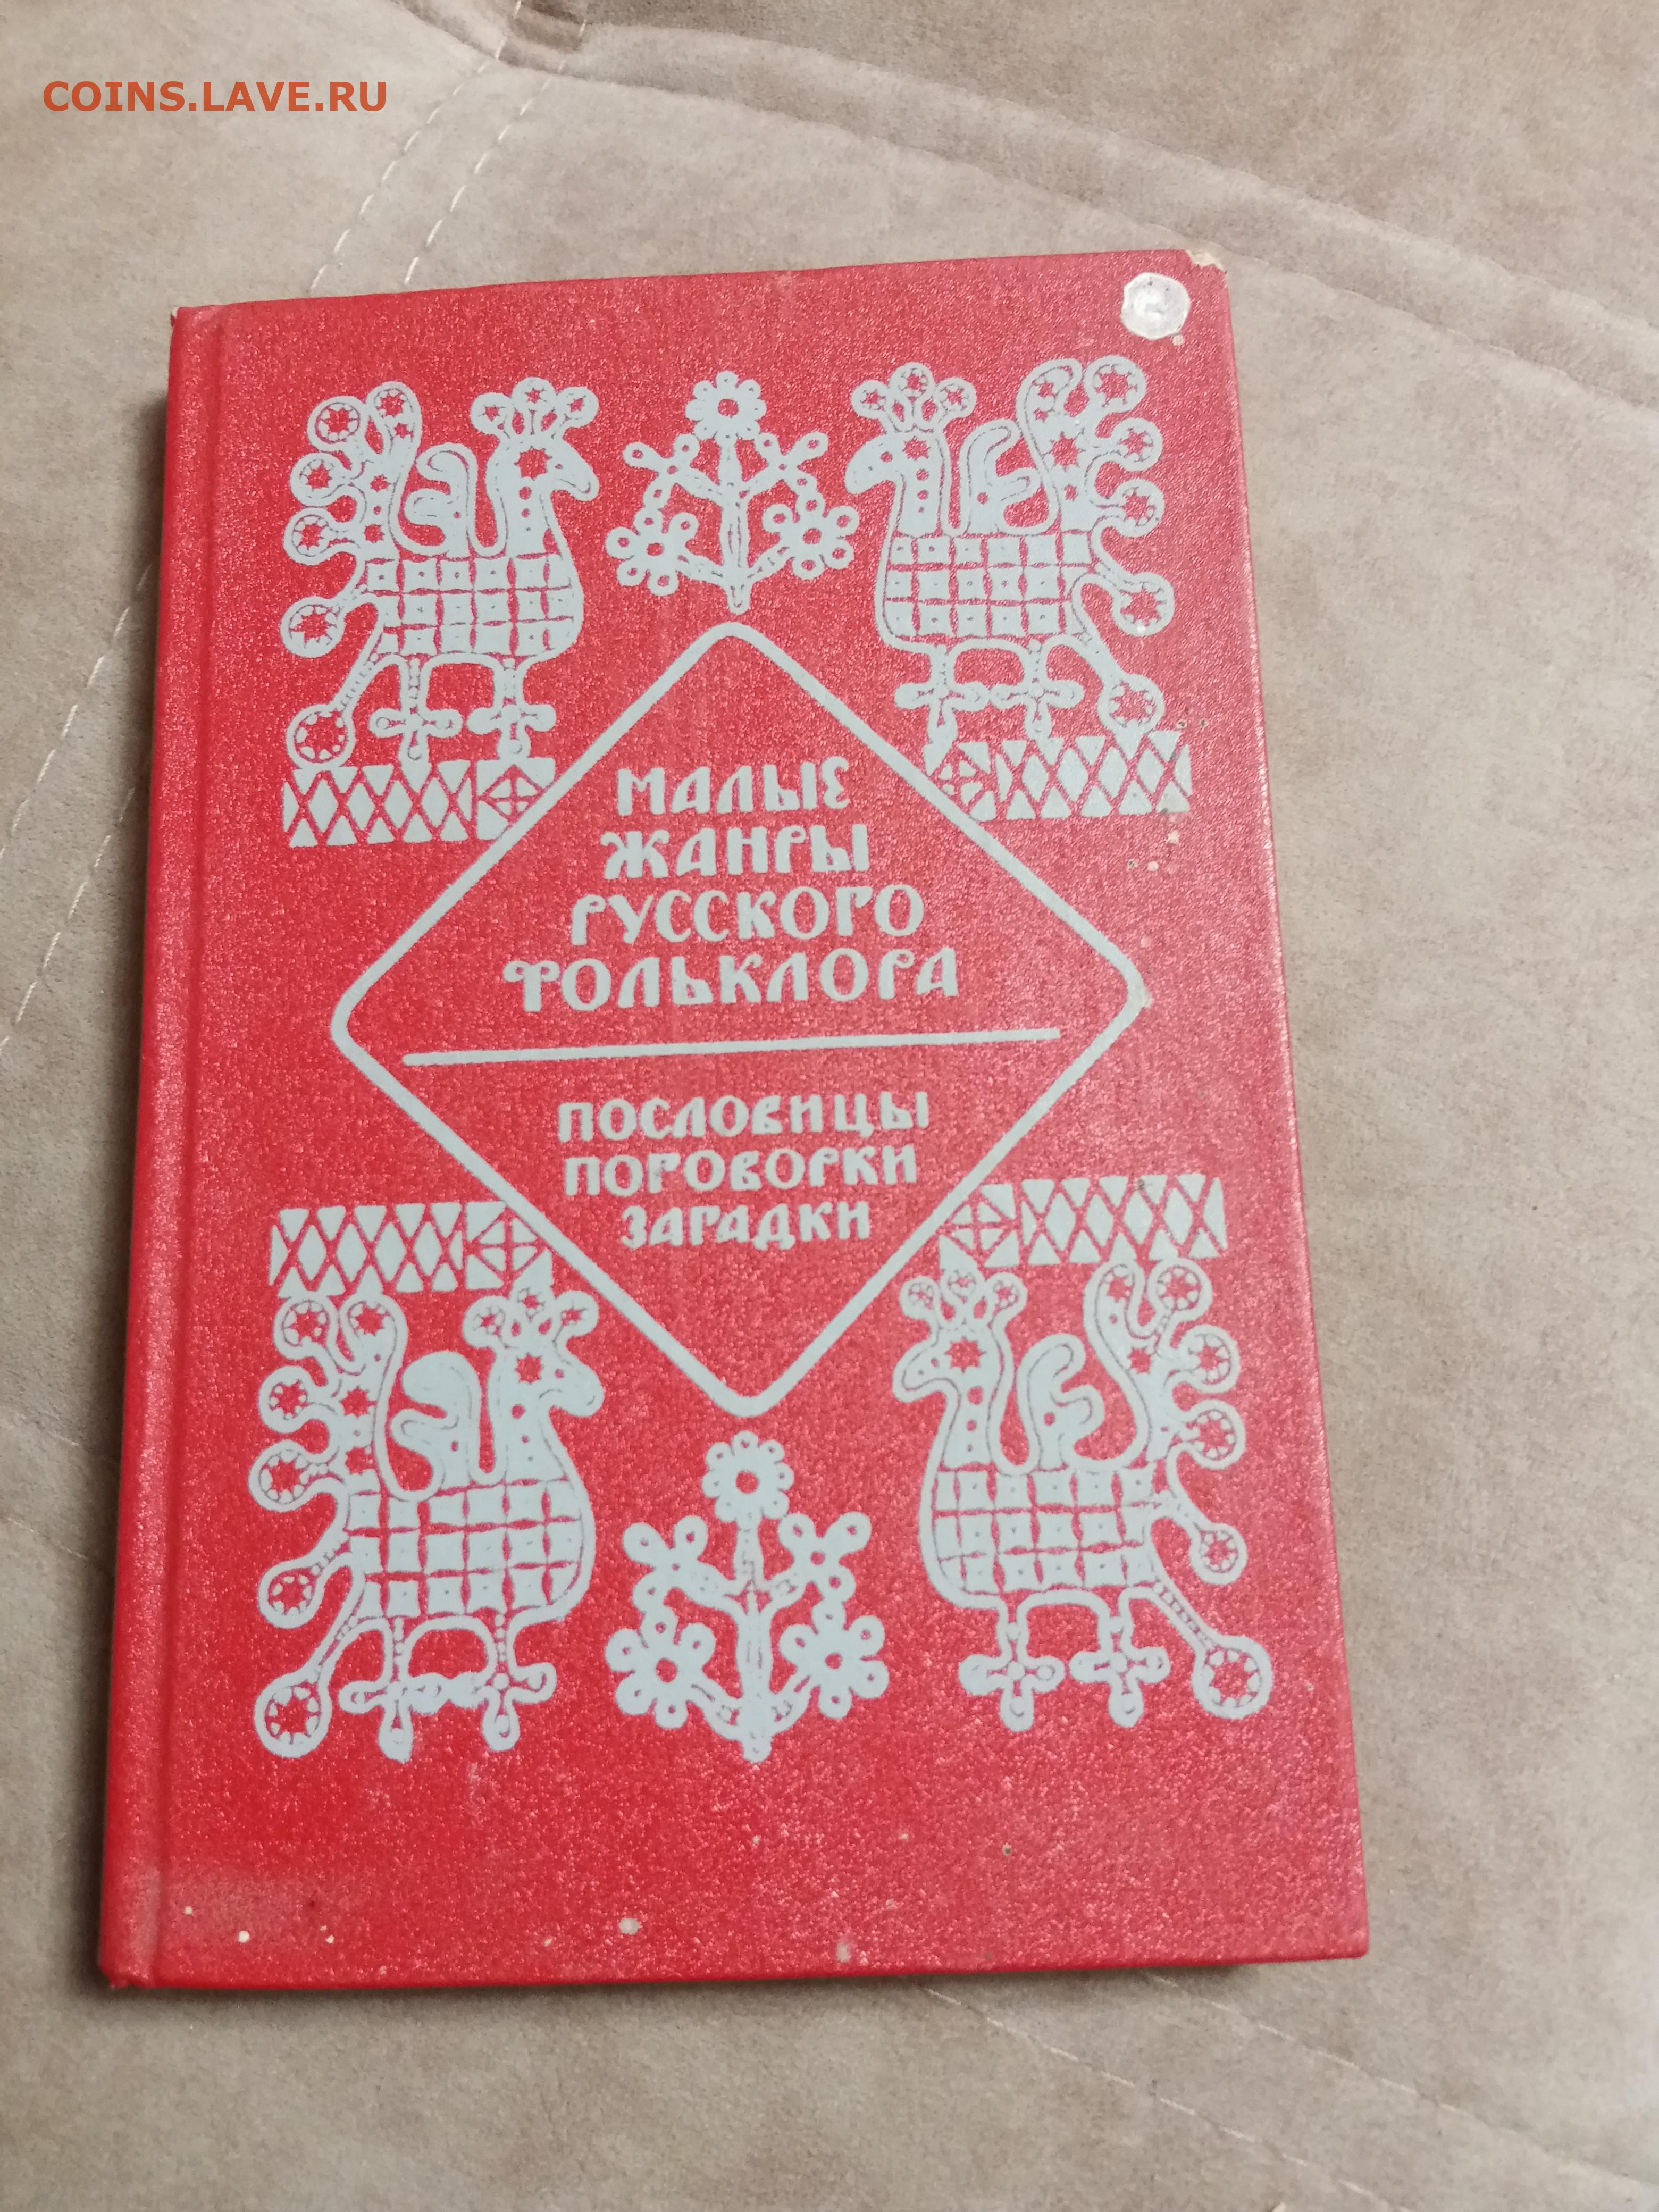 COINS.LAVE.RU
МАЛЫЕ
ЖАНРЫ
РУССКОГО
ФОЛЬКЛОРА
ПОСЛОВИЦЫ
ПОГОВОРКИ
ЗАГАДКИ